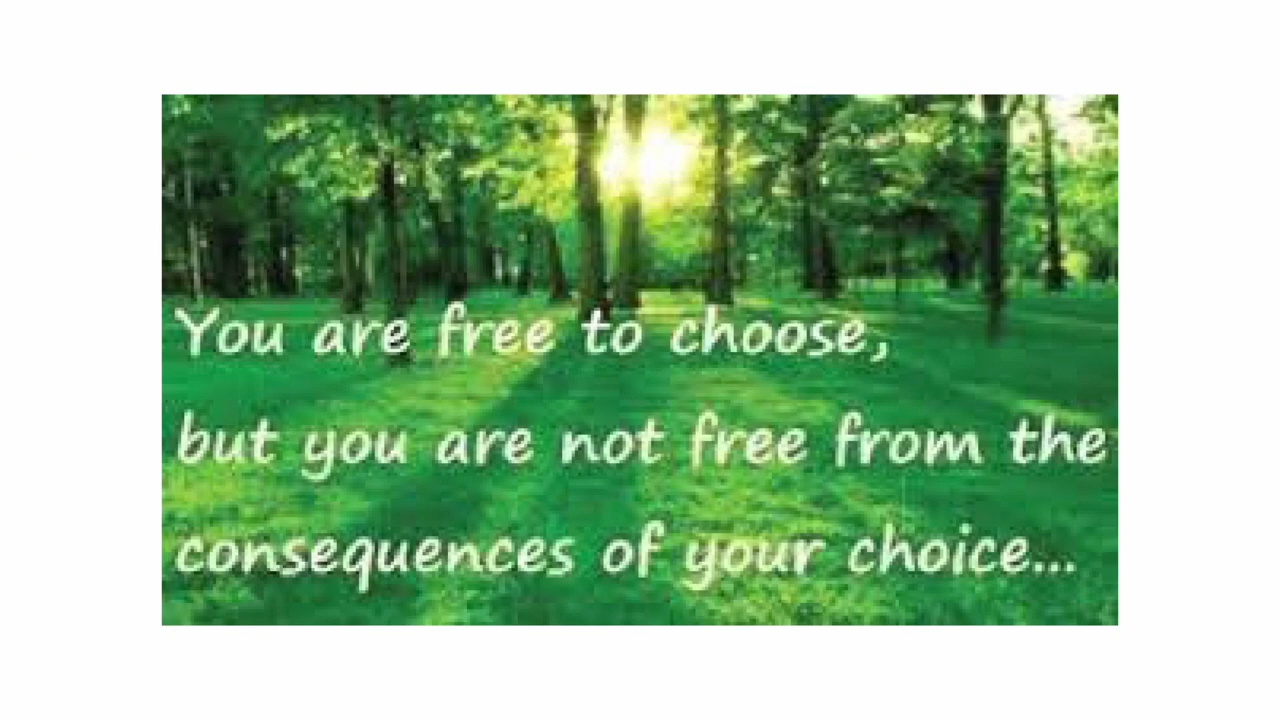 You are free to choose,
but you are not free from the
consequences of your choice...